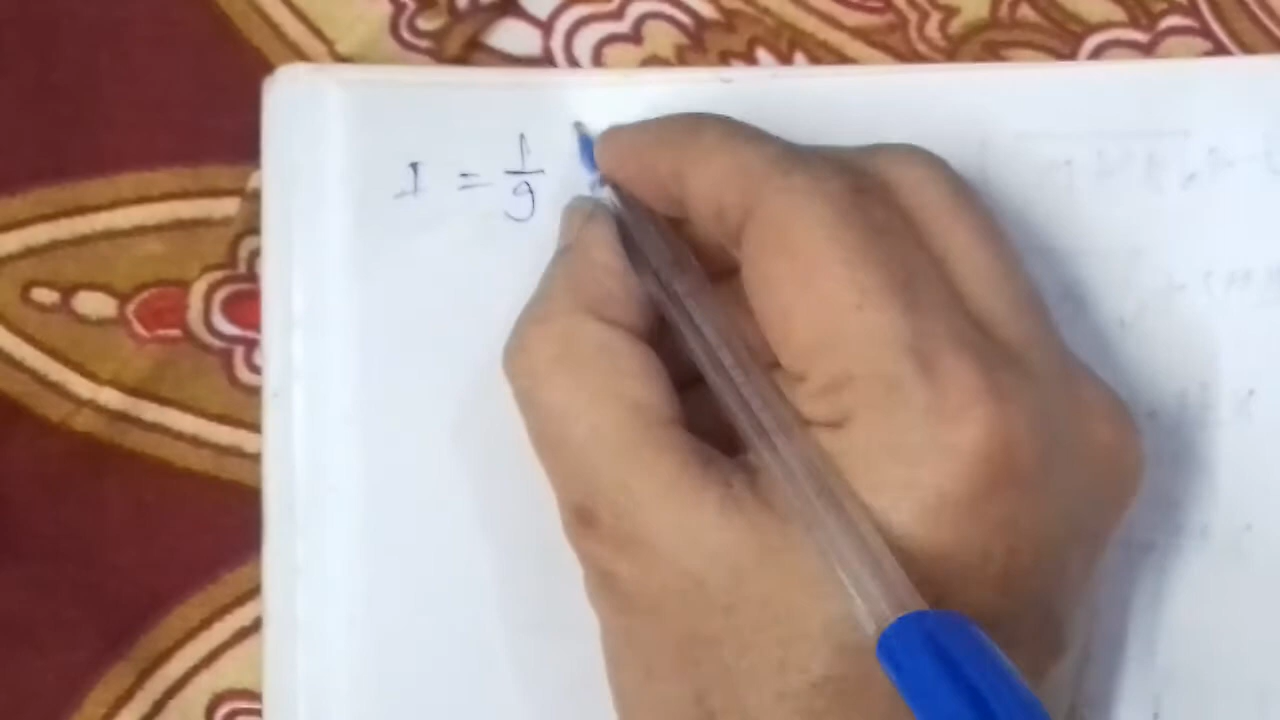 I = 1/9